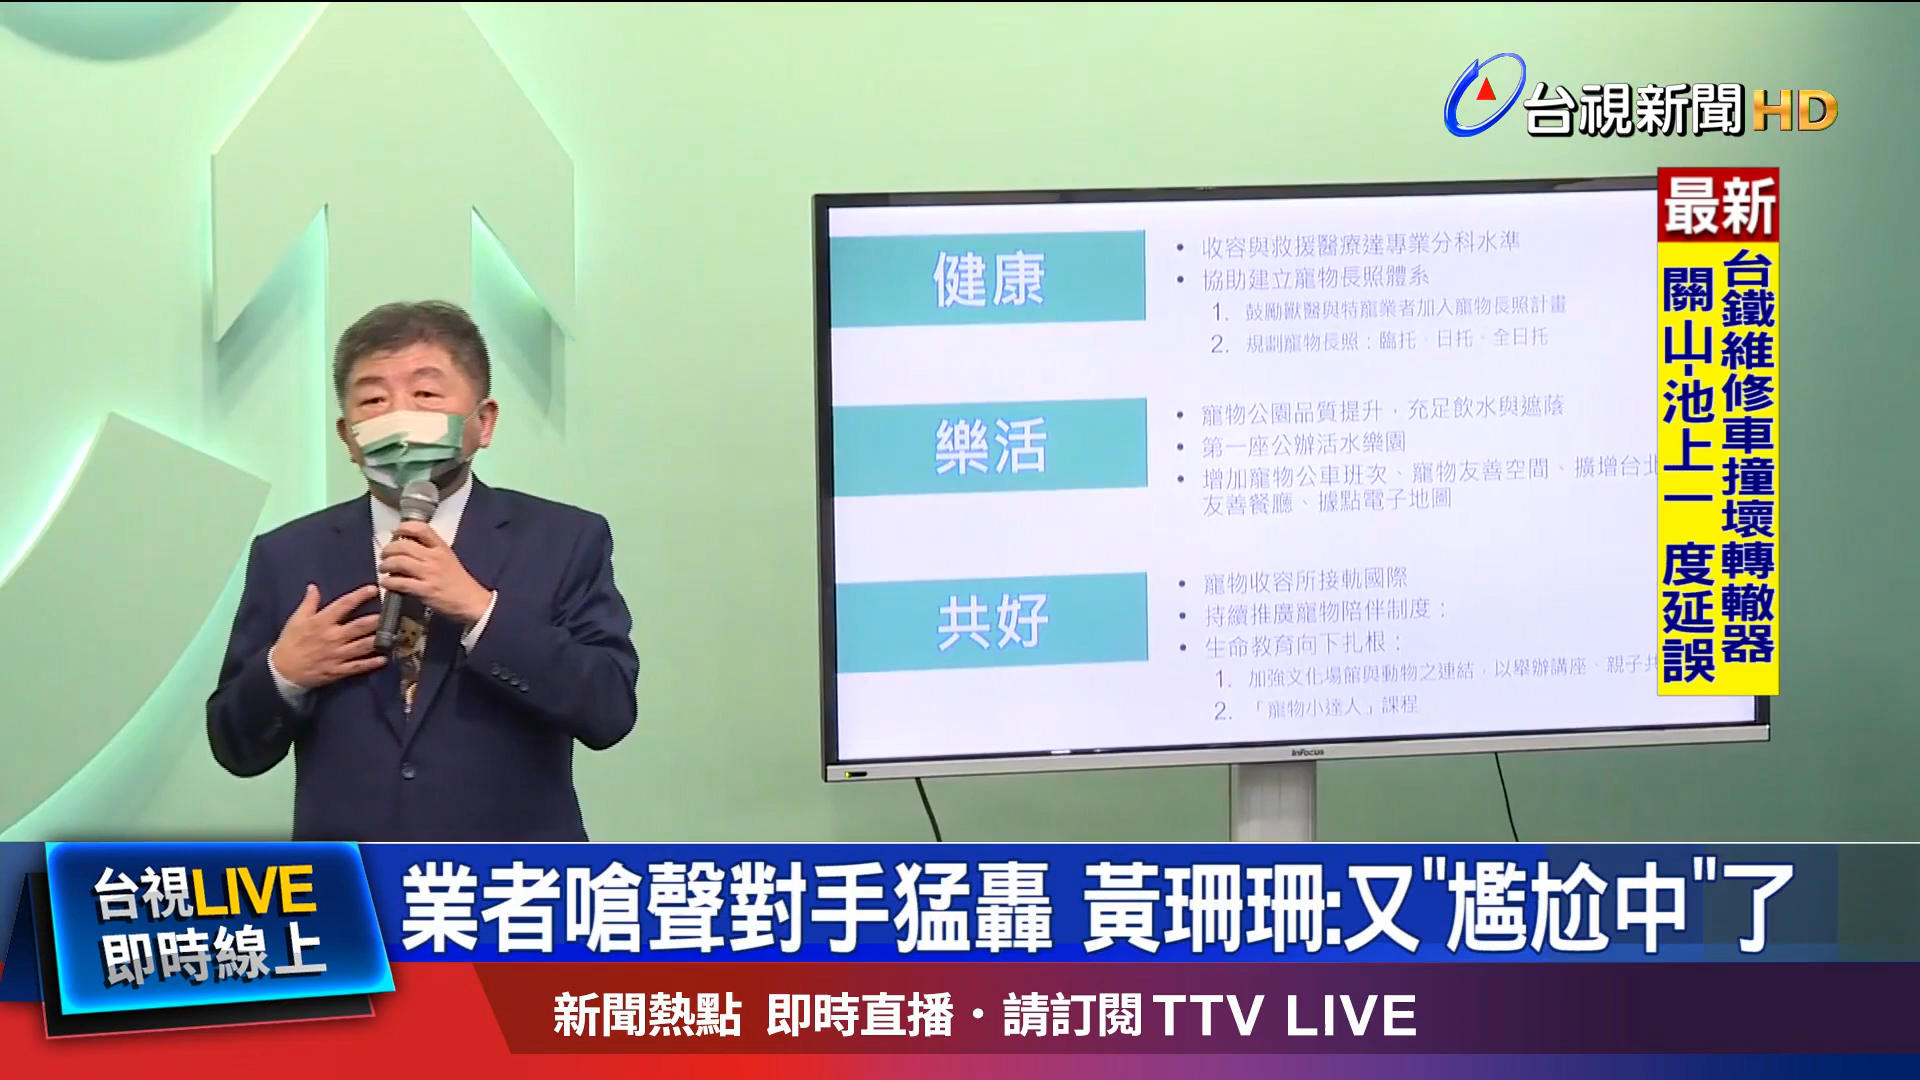 台視新聞HD
最新
台鐵維修車撞壞轉轍器
關山-池上一度延誤
健康
收容與救援醫療達專業分科水準
協助建立寵物長照體系
1. 鼓勵獸醫與特寵業者加入寵物長照計畫
2. 規劃寵物長照：臨托、日托、全日托
樂活
寵物公園品質提升，充足飲水與遮蔭
第一座公辦活水樂園
增加寵物公車班次、寵物友善空間、擴增台北
友善餐廳、據點電子地圖
共好
寵物收容所接軌國際
持續推廣寵物陪伴制度：
生命教育向下扎根：
1. 加強文化場館與動物之連結，以舉辦講座、親子共
2. 「寵物小達人」課程
InFocus
台視LIVE
即時線上
業者嗆聲對手猛轟 黃珊珊:又"尷尬中"了
新聞熱點 即時直播・請訂閱TTV LIVE